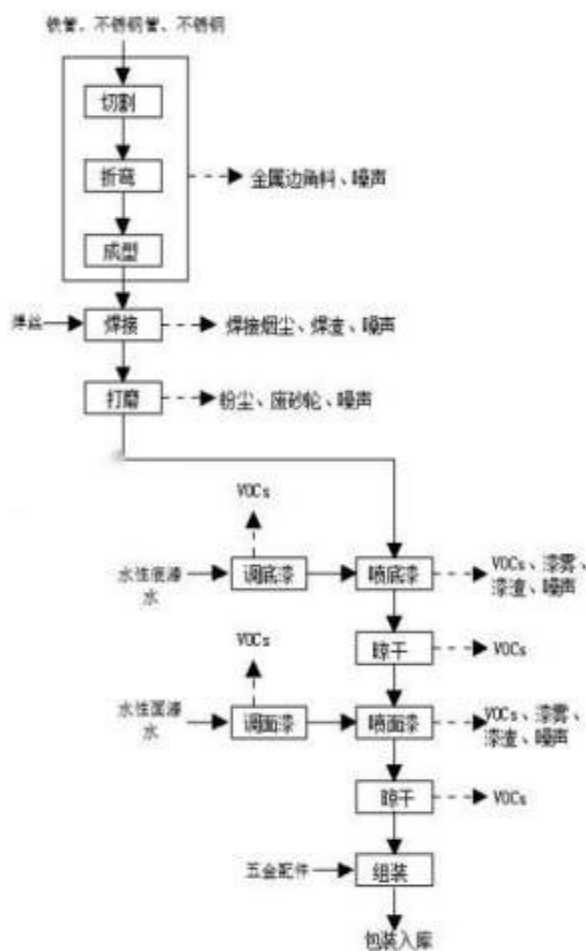 铁管、不锈钢管、不锈钢
切割
折弯
金属边角料、噪声
成型
焊丝
焊接
焊接烟尘、焊渣、噪声
打磨
粉尘、废砂轮、噪声
VOCs
水性底漆
水
调底漆
喷底漆
VOCs、漆雾、
漆渣、噪声
晾干
VOCs
VOCs
水性面漆
水
调面漆
喷面漆
VOCs、漆雾、
漆渣、噪声
晾干
VOCs
五金配件
组装
包装入库